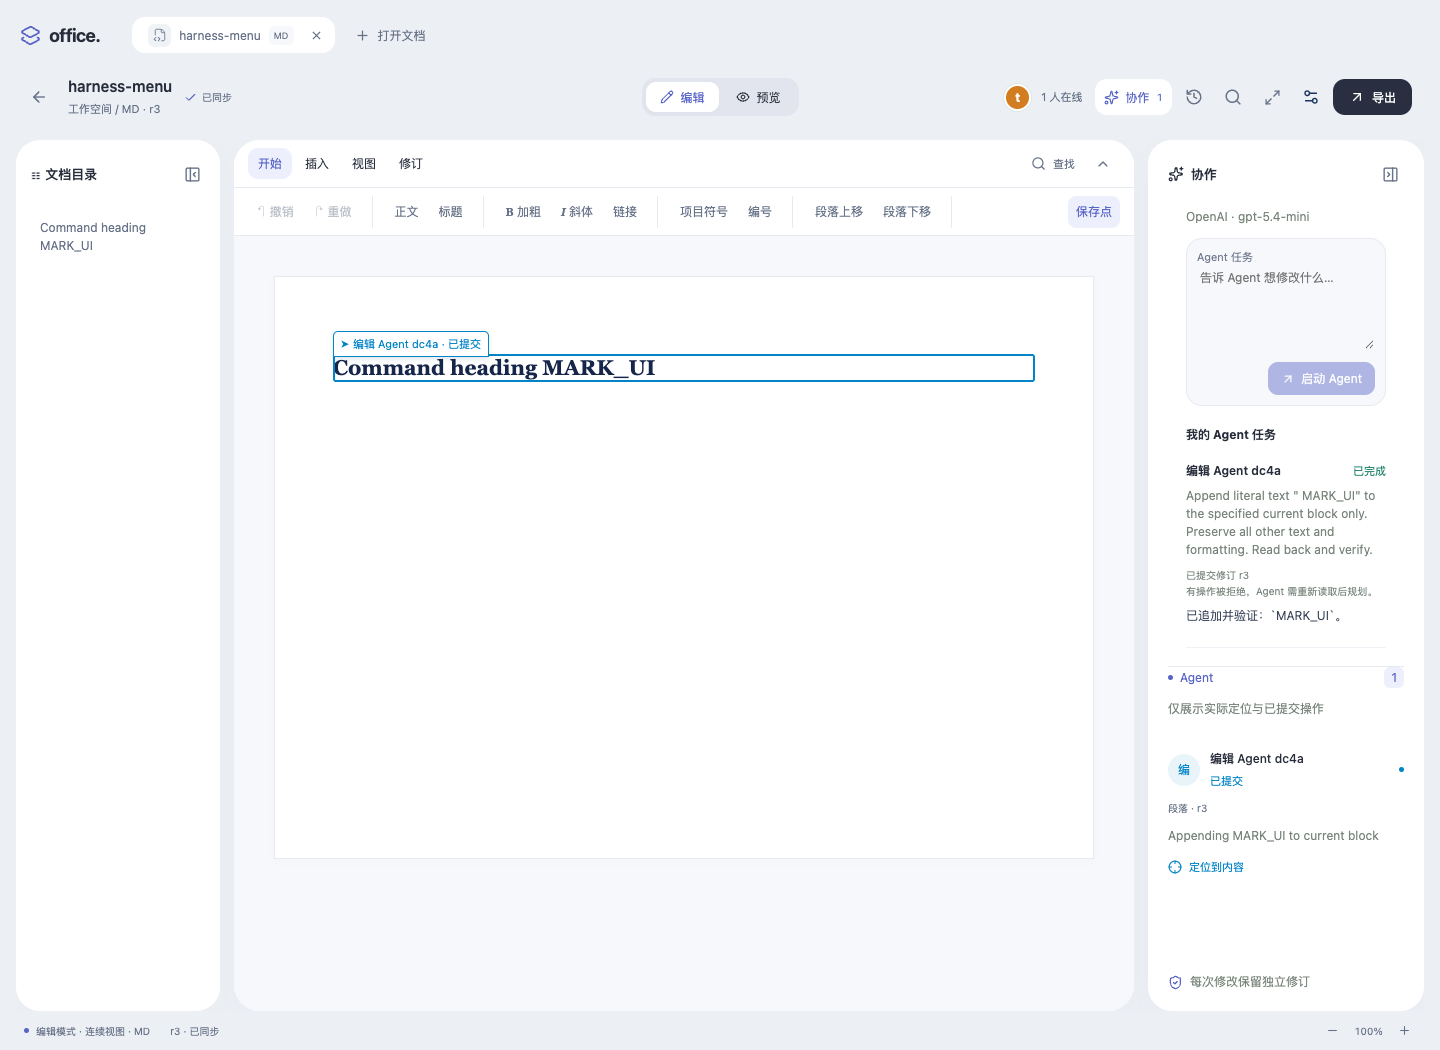 office.
harness-menu MD
打开文档
harness-menu
工作空间 / MD · r3
已同步
编辑
预览
t
1 人在线
协作 1
导出
文档目录
Command heading
MARK_UI
开始 插入 视图 修订
查找
撤销 重做 正文 标题 B 加粗 I 斜体 链接 项目符号 编号 段落上移 段落下移 保存点
编辑 Agent dc4a · 已提交
Command heading MARK_UI
协作
OpenAI · gpt-5.4-mini
Agent 任务
告诉 Agent 想修改什么...
启动 Agent
我的 Agent 任务
编辑 Agent dc4a 已完成
Append literal text " MARK_UI" to
the specified current block only.
Preserve all other text and
formatting. Read back and verify.
已提交修订 r3
有操作被拒绝，Agent 需重新读取后规划。
已追加并验证：`MARK_UI`。
Agent 1
仅展示实际定位与已提交操作
编
编辑 Agent dc4a
已提交
段落 · r3
Appending MARK_UI to current block
定位到内容
每次修改保留独立修订
编辑模式 · 连续视图 · MD r3 · 已同步
100%